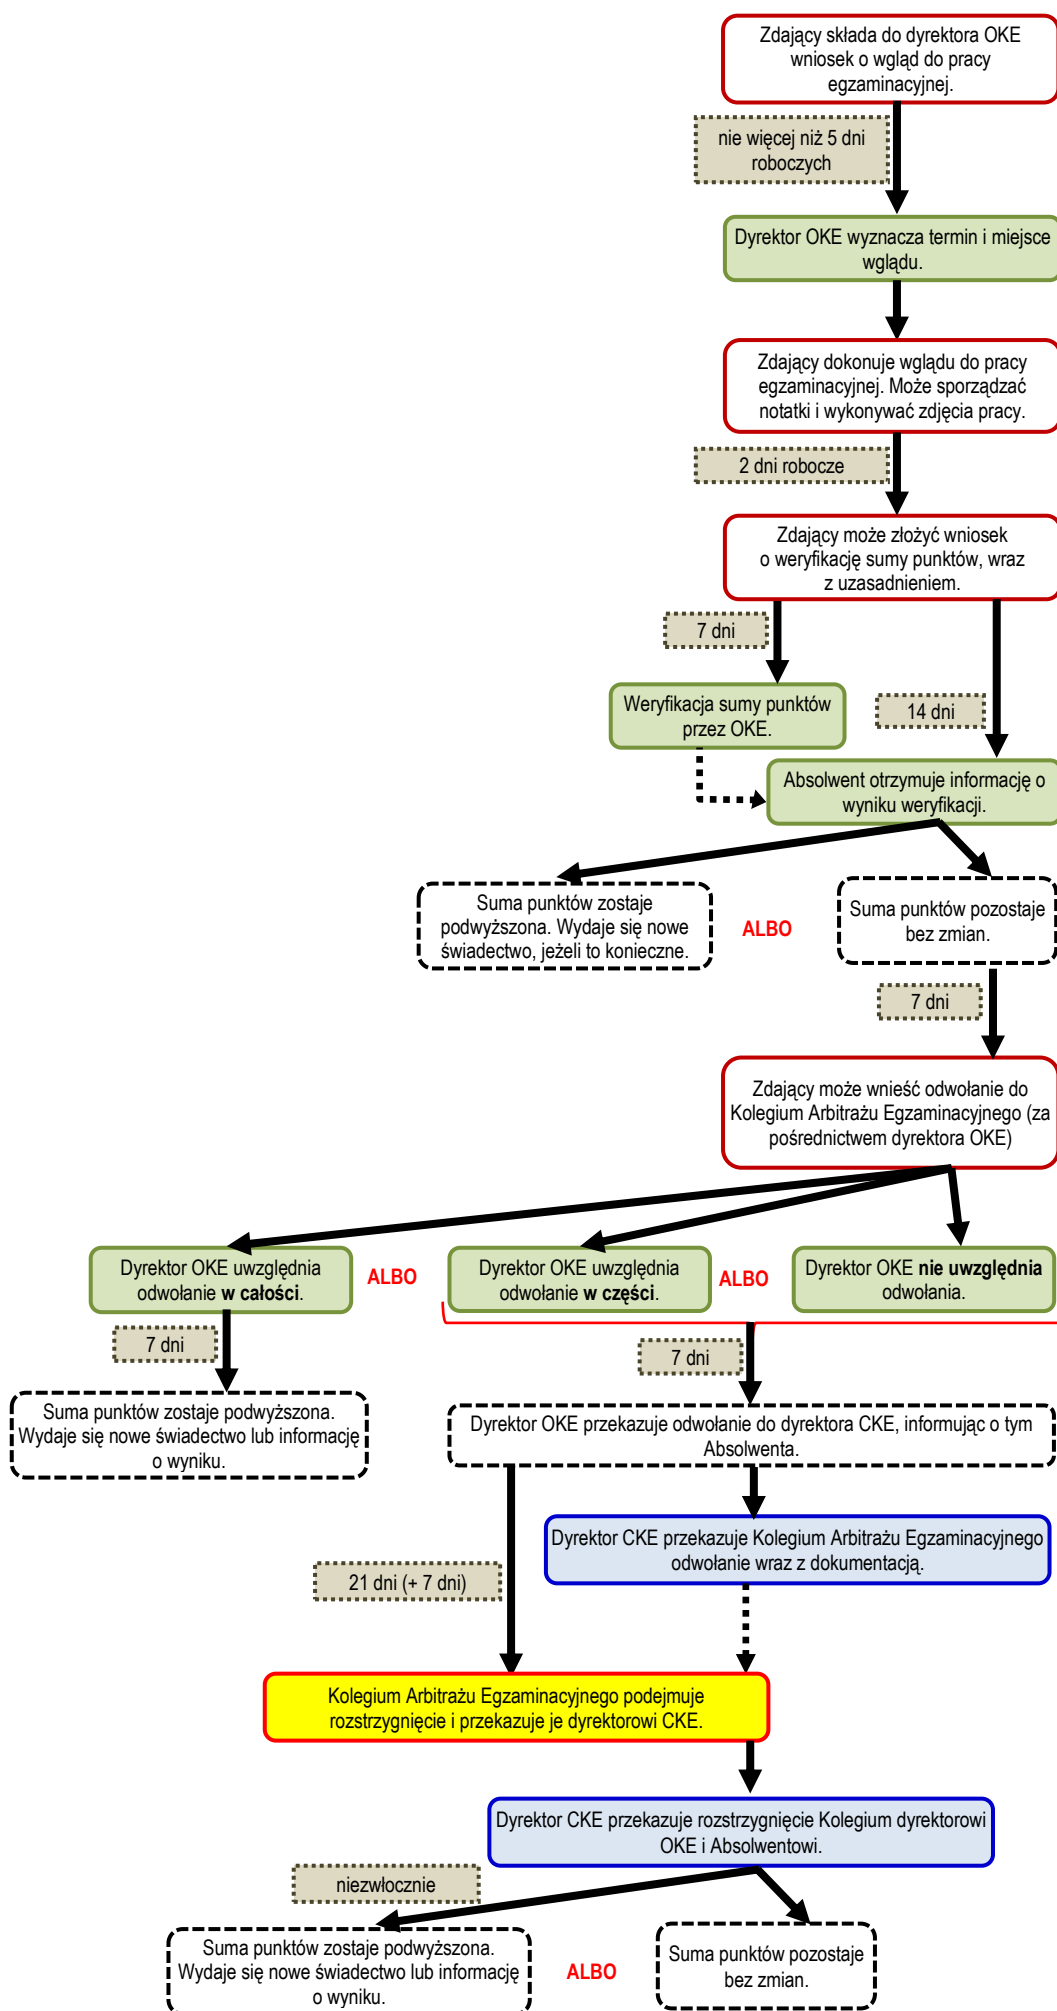 Zdający składa do dyrektora OKE
wniosek o wgląd do pracy
egzaminacyjnej.
nie więcej niż 5 dni
roboczych
Dyrektor OKE wyznacza termin i miejsce
wglądu.
Zdający dokonuje wglądu do pracy
egzaminacyjnej. Może sporządzać
notatki i wykonywać zdjęcia pracy.
2 dni robocze
Zdający może złożyć wniosek
o weryfikację sumy punktów, wraz
z uzasadnieniem.
7 dni
Weryfikacja sumy punktów
przez OKE.
14 dni
Absolwent otrzymuje informację o
wyniku weryfikacji.
Suma punktów zostaje
podwyższona. Wydaje się nowe
świadectwo, jeżeli to konieczne.
ALBO
Suma punktów pozostaje
bez zmian.
7 dni
Zdający może wnieść odwołanie do
Kolegium Arbitrażu Egzaminacyjnego (za
pośrednictwem dyrektora OKE)
Dyrektor OKE uwzględnia
odwołanie w całości.
ALBO
Dyrektor OKE uwzględnia
odwołanie w części.
ALBO
Dyrektor OKE nie uwzględnia
odwołania.
7 dni
7 dni
Suma punktów zostaje podwyższona.
Wydaje się nowe świadectwo lub informację
o wyniku.
Dyrektor OKE przekazuje odwołanie do dyrektora CKE, informując o tym
Absolwenta.
Dyrektor CKE przekazuje Kolegium Arbitrażu Egzaminacyjnego
odwołanie wraz z dokumentacją.
21 dni (+ 7 dni)
Kolegium Arbitrażu Egzaminacyjnego podejmuje
rozstrzygnięcie i przekazuje je dyrektorowi CKE.
Dyrektor CKE przekazuje rozstrzygnięcie Kolegium dyrektorowi
OKE i Absolwentowi.
niezwłocznie
Suma punktów zostaje podwyższona.
Wydaje się nowe świadectwo lub informację
o wyniku.
ALBO
Suma punktów pozostaje
bez zmian.